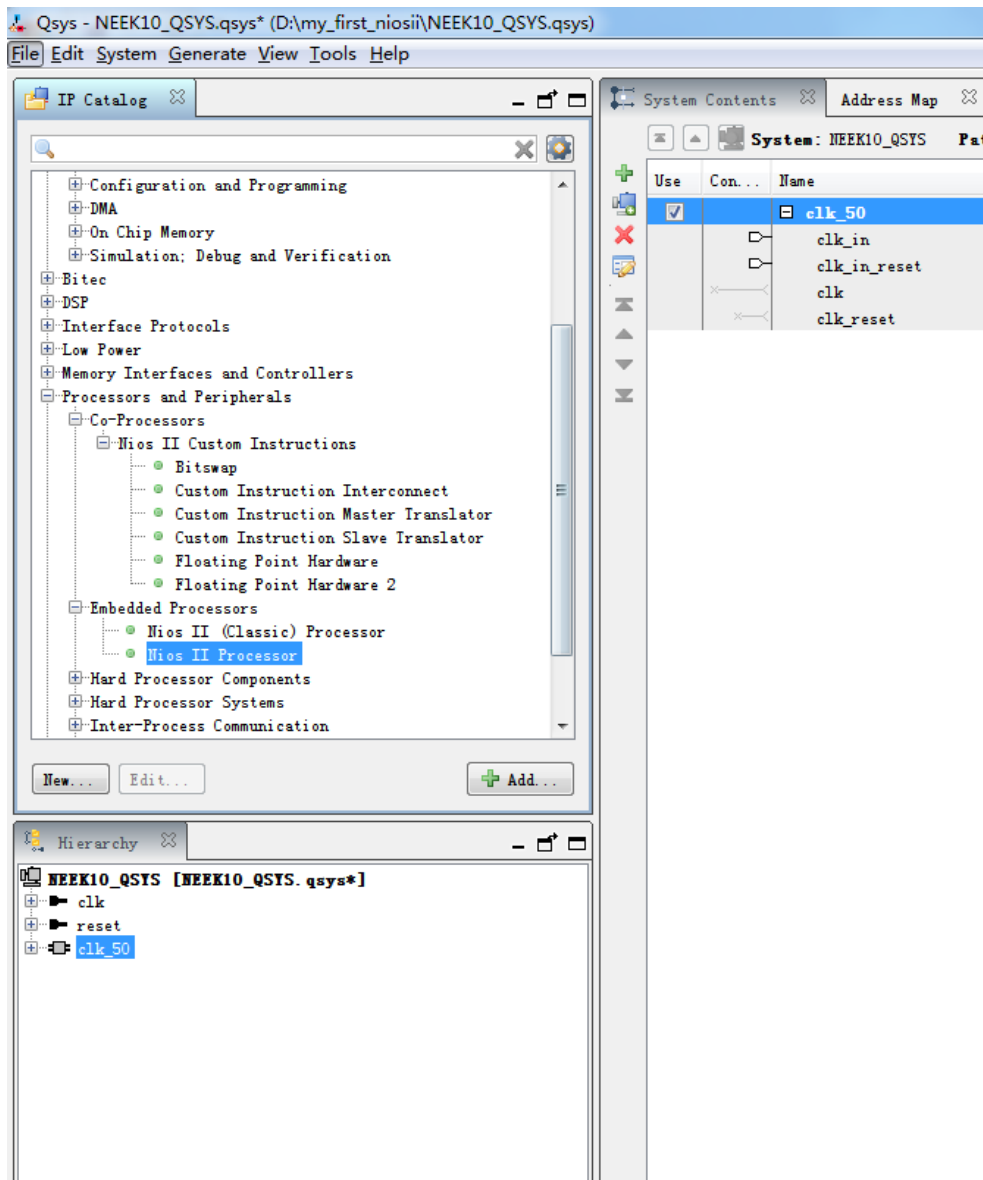 Qsys - NEEK10_QSYS.qsys* (D:\my_first_niosii\NEEK10_QSYS.qsys)
File Edit System Generate View Tools Help
IP Catalog
Configuration and Programming
DMA
On Chip Memory
Simulation; Debug and Verification
Bitec
DSP
Interface Protocols
Low Power
Memory Interfaces and Controllers
Processors and Peripherals
Co-Processors
Nios II Custom Instructions
Bitswap
Custom Instruction Interconnect
Custom Instruction Master Translator
Custom Instruction Slave Translator
Floating Point Hardware
Floating Point Hardware 2
Embedded Processors
Nios II (Classic) Processor
Nios II Processor
Hard Processor Components
Hard Processor Systems
Inter-Process Communication
New... Edit... Add...
Hierarchy
NEEK10_QSYS [NEEK10_QSYS.qsys*]
clk
reset
clk_50
System Contents Address Map
System: NEEK10_QSYS Pat
Use Con... Name
clk_50
clk_in
clk_in_reset
clk
clk_reset